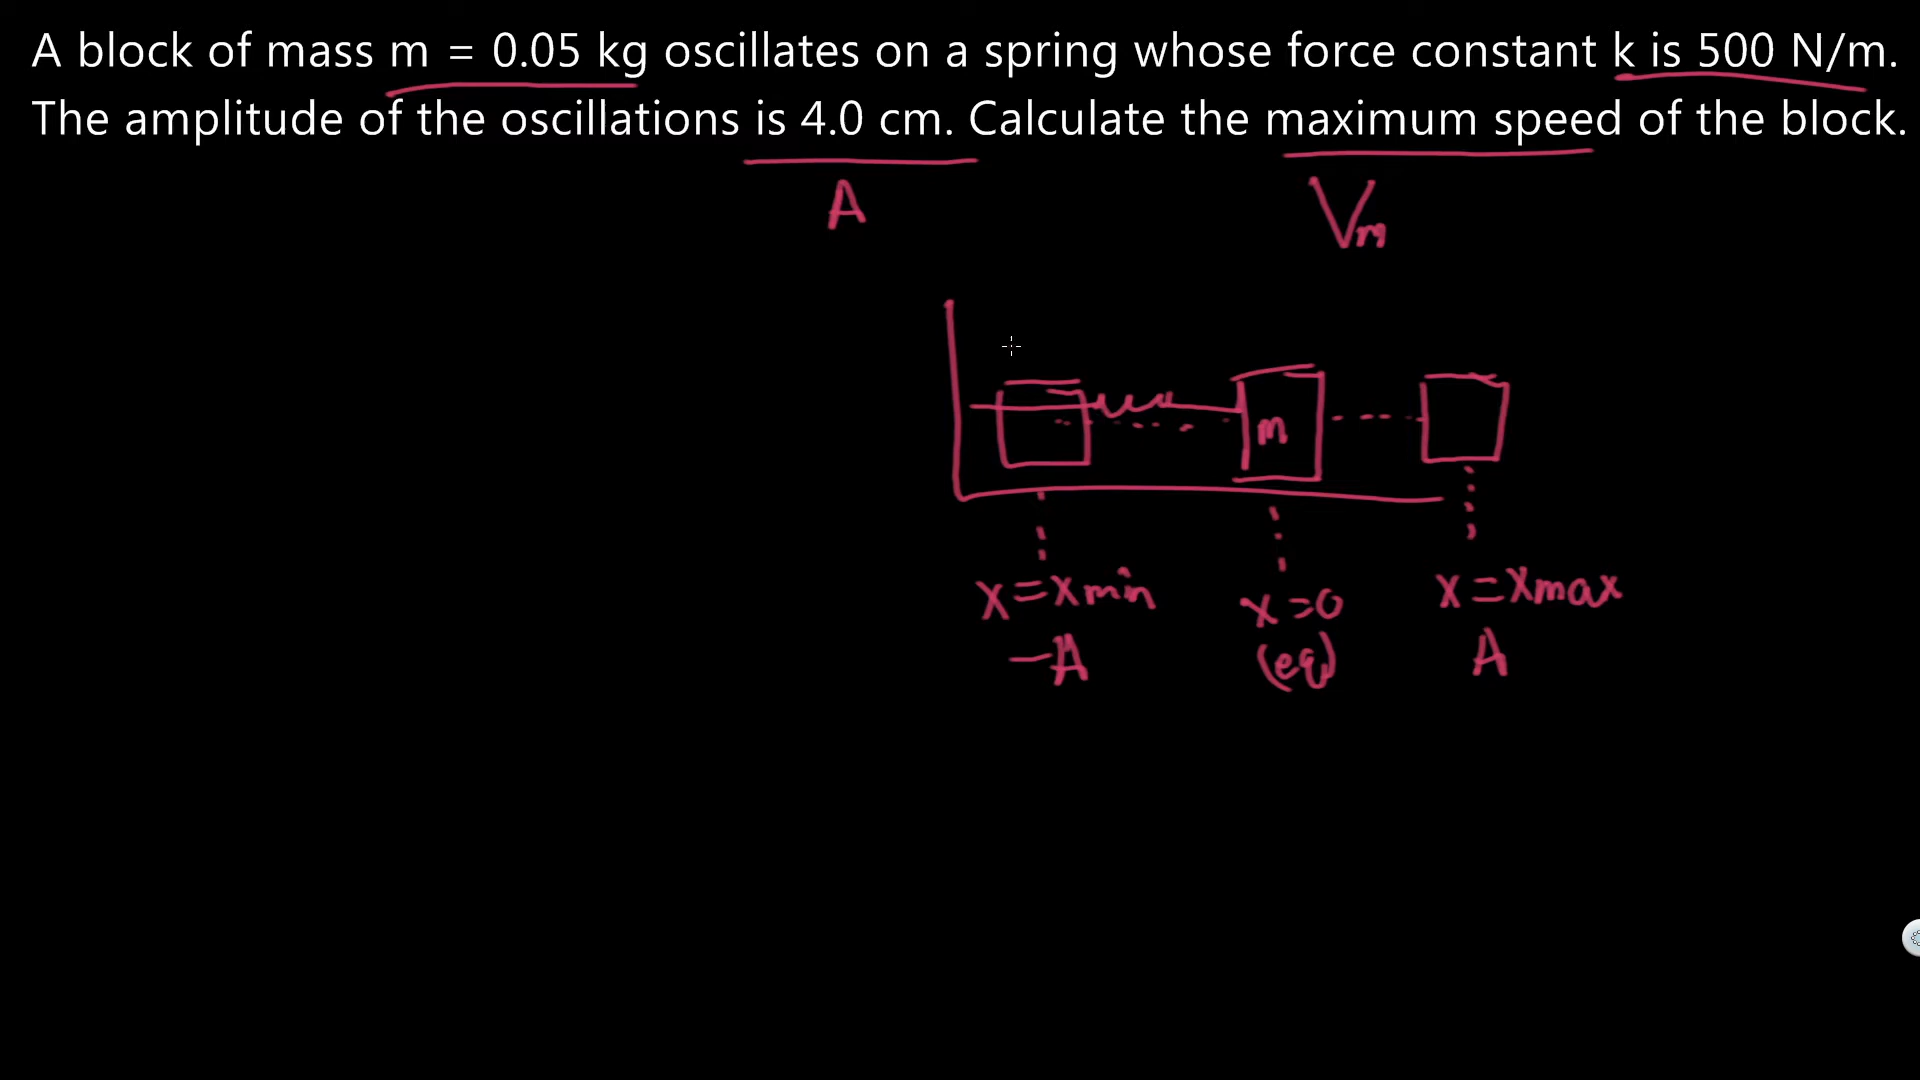 A block of mass m = 0.05 kg oscillates on a spring whose force constant k is 500 N/m.
The amplitude of the oscillations is 4.0 cm. Calculate the maximum speed of the block.
A
Vm
m
x = xmin
x = 0
x = xmax
-A
(eq)
A